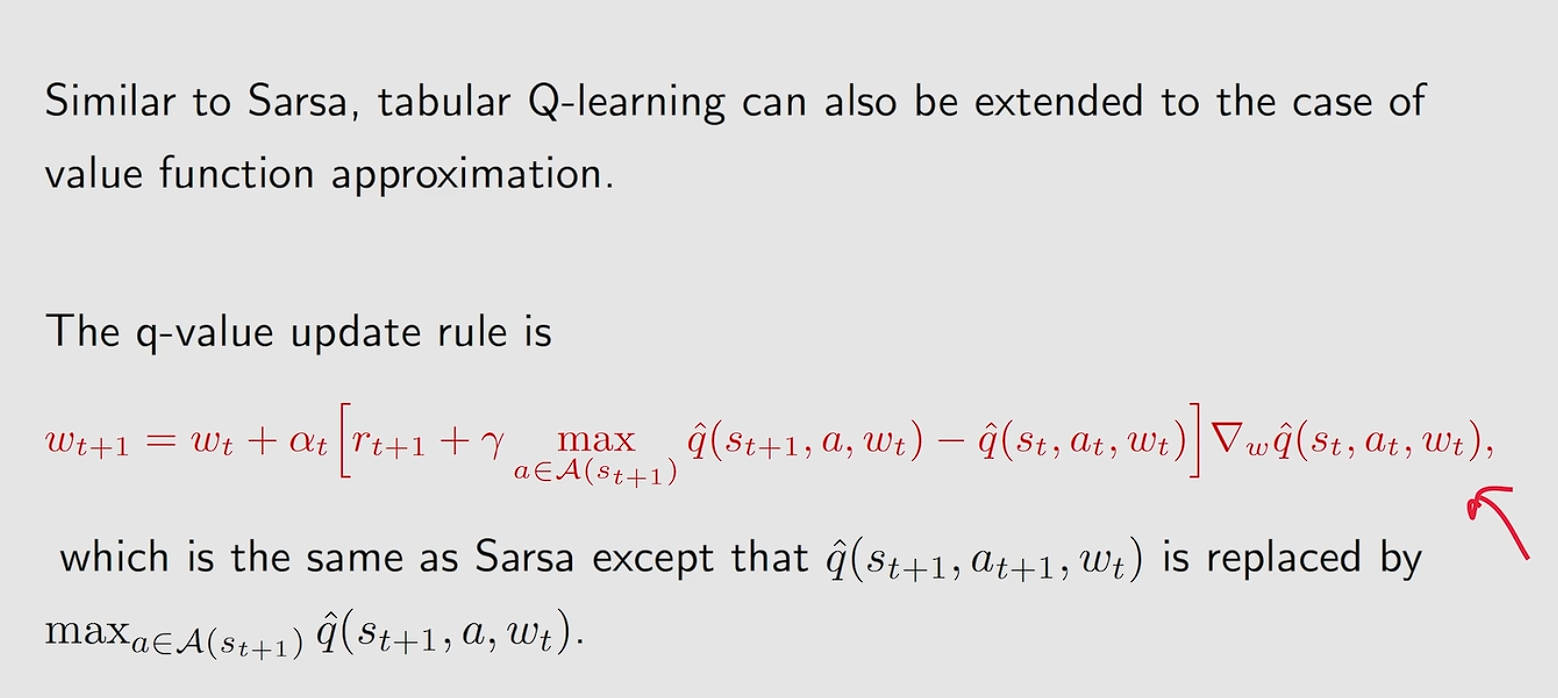 Similar to Sarsa, tabular Q-learning can also be extended to the case of
value function approximation.
The q-value update rule is
$w_{t+1} = w_t + \alpha_t \left[ r_{t+1} + \gamma \max_{a \in \mathcal{A}(s_{t+1})} \hat{q}(s_{t+1}, a, w_t) - \hat{q}(s_t, a_t, w_t) \right] \nabla_w \hat{q}(s_t, a_t, w_t),$
which is the same as Sarsa except that $\hat{q}(s_{t+1}, a_{t+1}, w_t)$ is replaced by
$\max_{a \in \mathcal{A}(s_{t+1})} \hat{q}(s_{t+1}, a, w_t).$